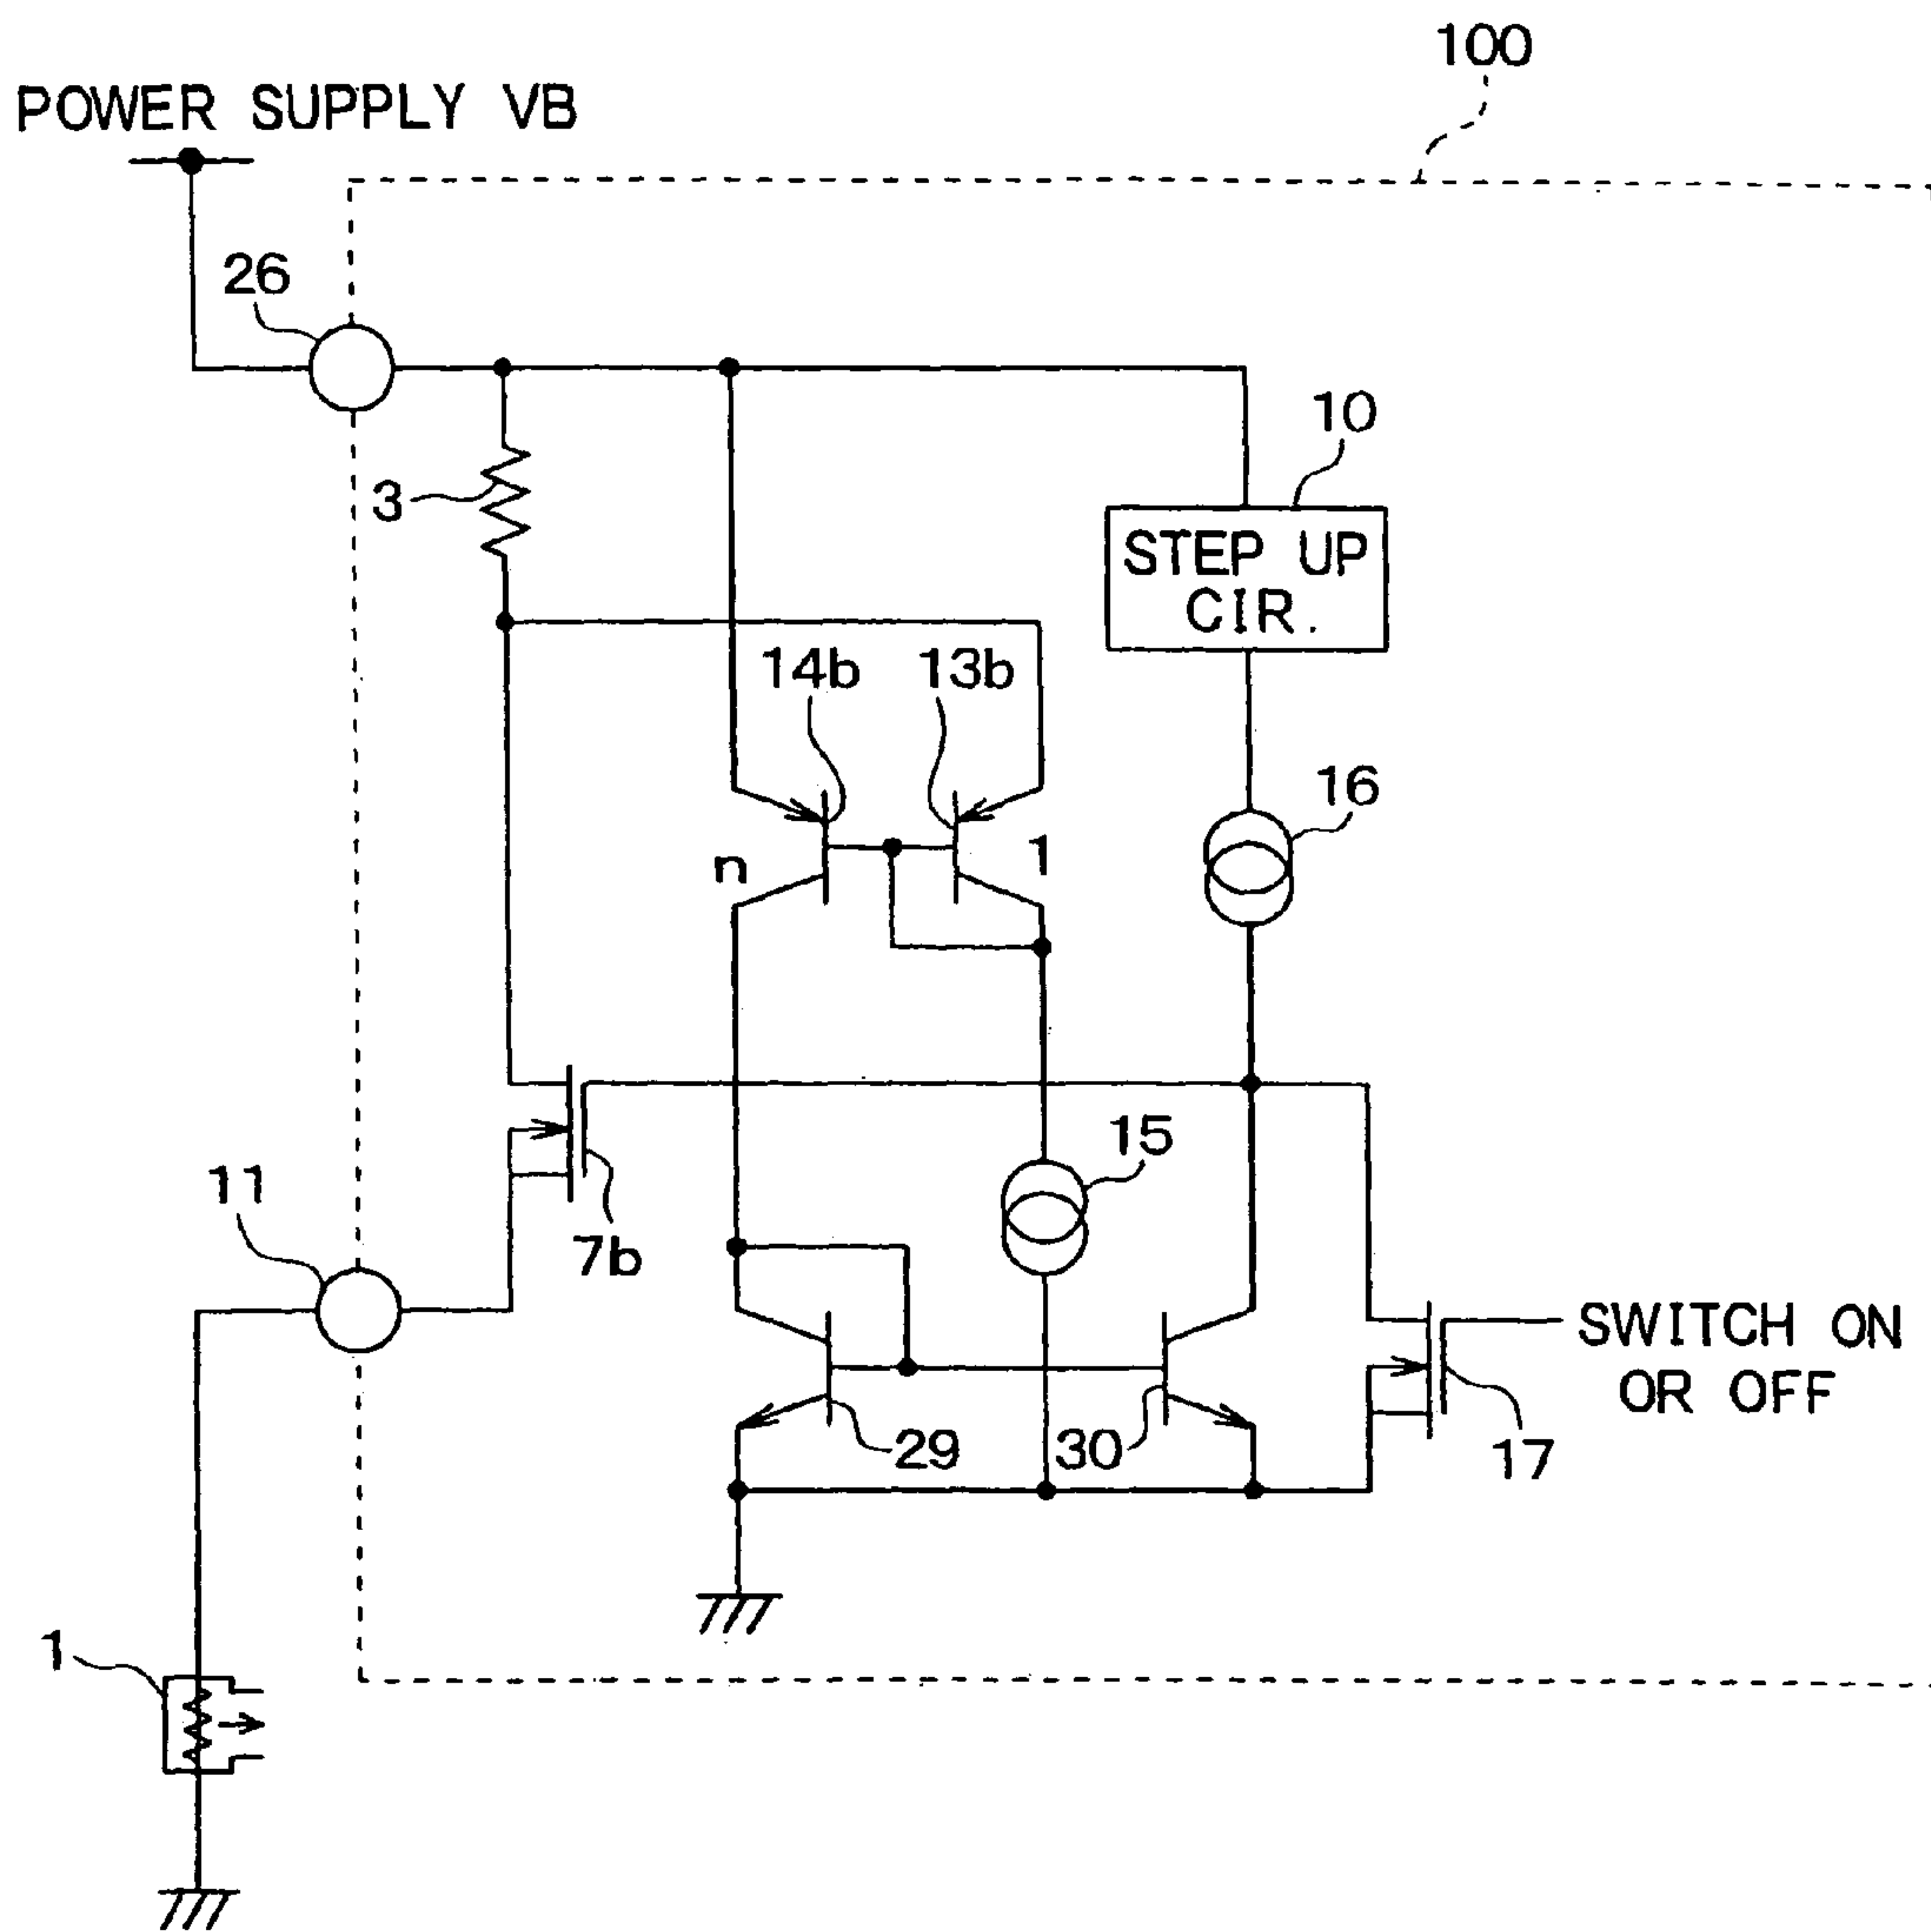 100
POWER SUPPLY VB
26
10
3
STEP UP
CIR.
14b
13b
16
n
1
15
11
7b
SWITCH ON
OR OFF
29
30
17
1